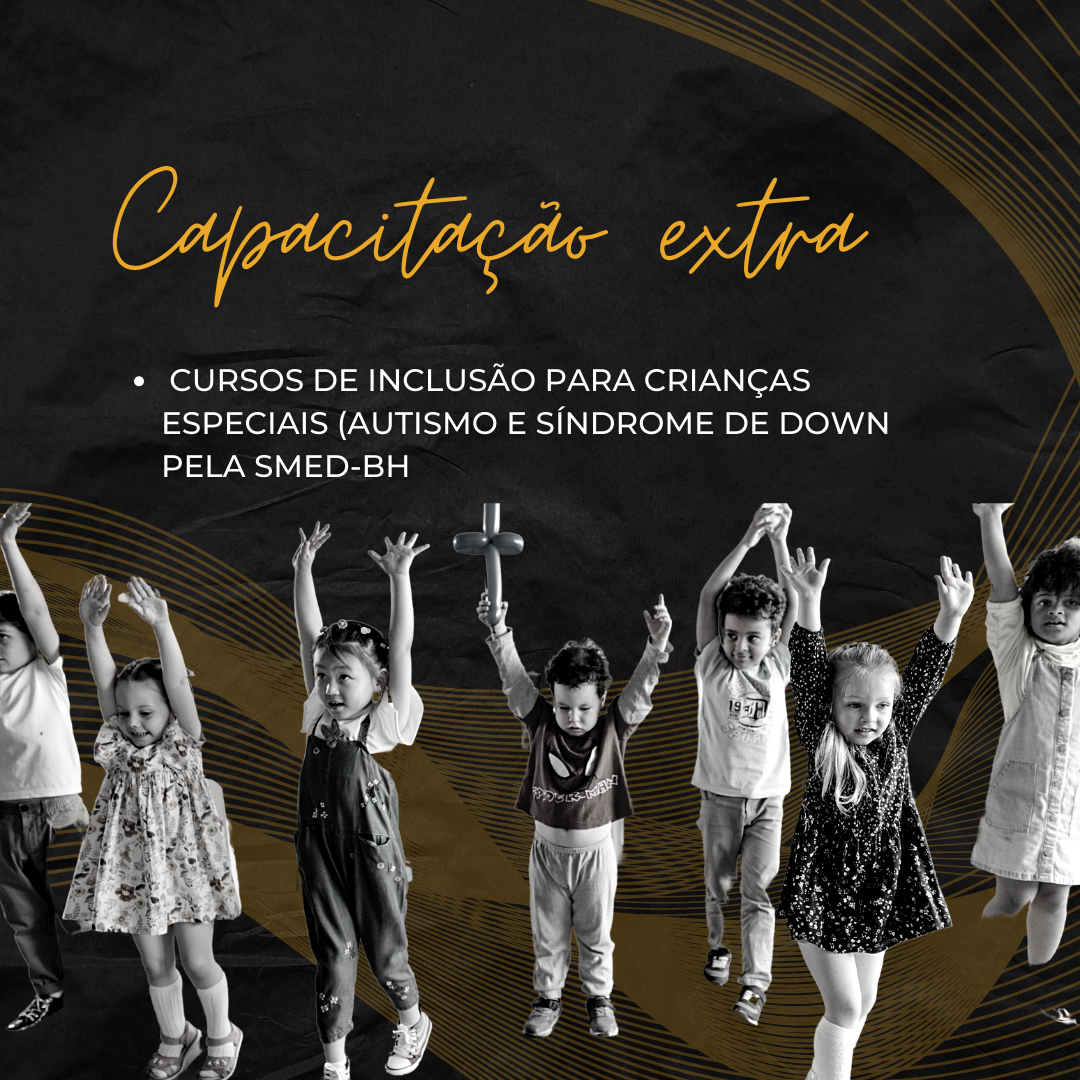 Capacitação extra
• CURSOS DE INCLUSÃO PARA CRIANÇAS
ESPECIAIS (AUTISMO E SÍNDROME DE DOWN
PELA SMED-BH